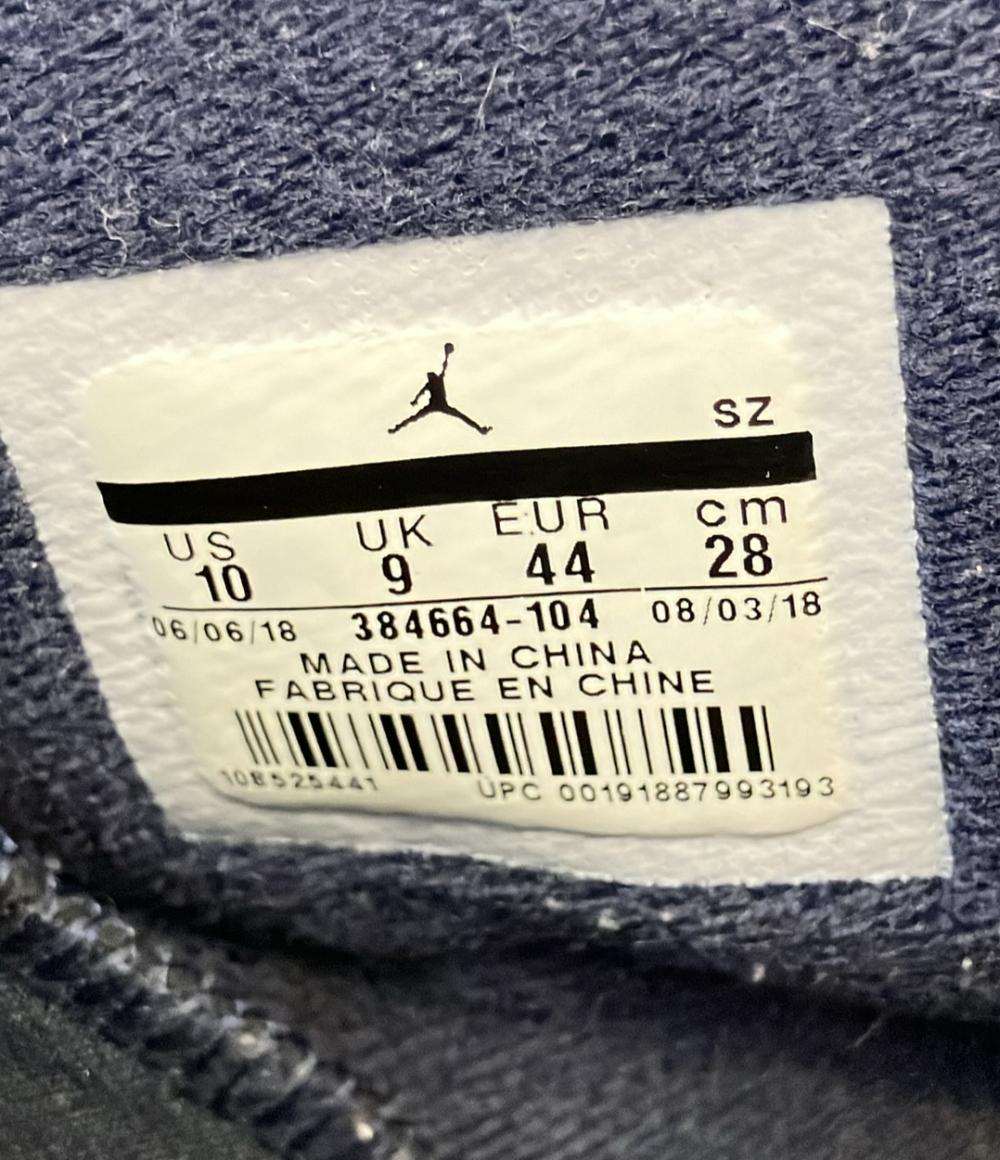 SZ
US UK EUR cm
10 9 44 28
06/06/18 384664-104 08/03/18
MADE IN CHINA
FABRIQUE EN CHINE
108525441 UPC 00191887993193